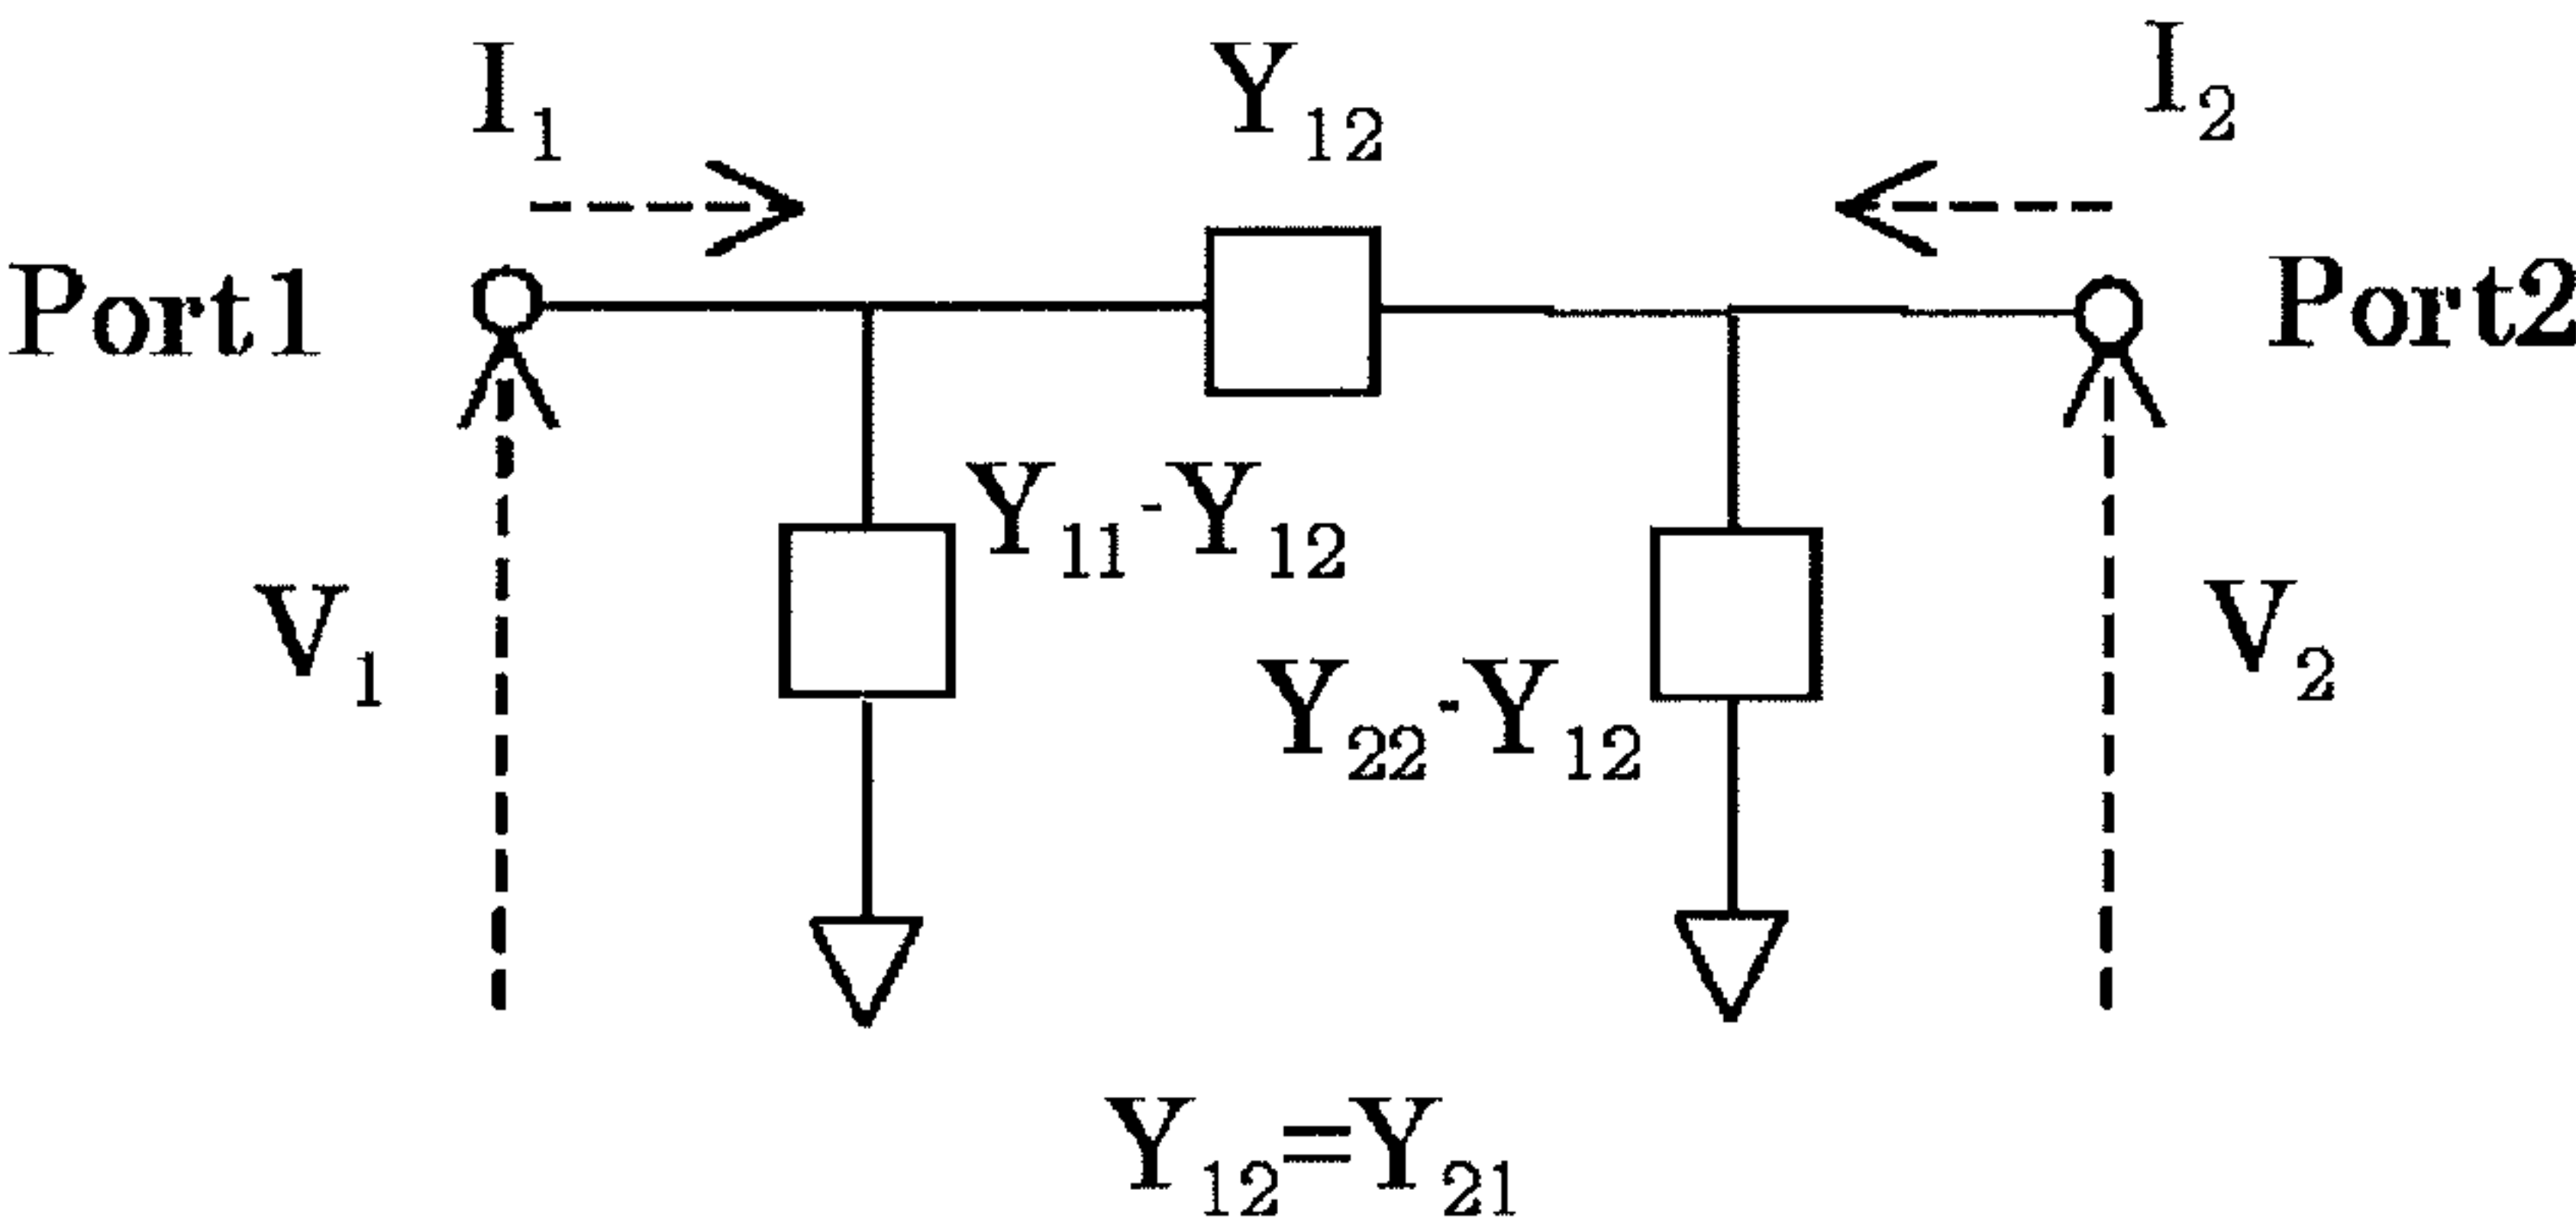 I₁ Y₁₂ I₂
Port1 Port2
Y₁₁-Y₁₂
V₁ V₂
Y₂₂-Y₁₂
Y₁₂=Y₂₁